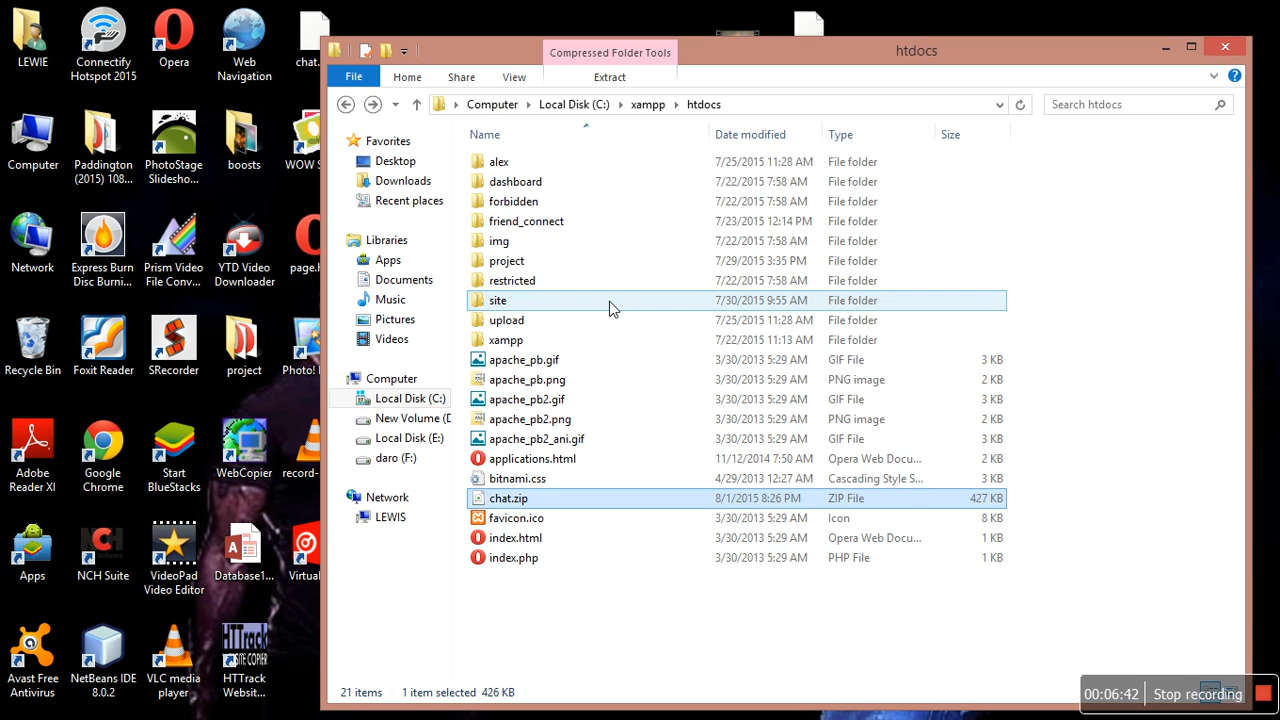 LEWIE
Connectify
Hotspot 2015
Opera
Web
Navigation
chat.
Computer
Paddington
(2015) 108...
PhotoStage
Slidesho...
boosts
WOW S
Network
Express Burn
Disc Burni...
Prism Video
File Conv...
YTD Video
Downloader
page.h
Recycle Bin
Foxit Reader
SRecorder
project
Photo! E
Adobe
Reader XI
Google
Chrome
Start
BlueStacks
WebCopier
record-
Apps
NCH Suite
VideoPad
Video Editor
Database1...
Virtual
Avast Free
Antivirus
NetBeans IDE
8.0.2
VLC media
player
HTTrack
Websit...
Compressed Folder Tools
htdocs
File
Home
Share
View
Extract
Computer
Local Disk (C:)
xampp
htdocs
Search htdocs
Favorites
Desktop
Downloads
Recent places
Libraries
Apps
Documents
Music
Pictures
Videos
Computer
Local Disk (C:)
New Volume (D
Local Disk (E:)
daro (F:)
Network
LEWIS
Name Date modified Type Size
alex 7/25/2015 11:28 AM File folder
dashboard 7/22/2015 7:58 AM File folder
forbidden 7/22/2015 7:58 AM File folder
friend_connect 7/23/2015 12:14 PM File folder
img 7/22/2015 7:58 AM File folder
project 7/29/2015 3:35 PM File folder
restricted 7/22/2015 7:58 AM File folder
site 7/30/2015 9:55 AM File folder
upload 7/25/2015 11:28 AM File folder
xampp 7/22/2015 11:13 AM File folder
apache_pb.gif 3/30/2013 5:29 AM GIF File 3 KB
apache_pb.png 3/30/2013 5:29 AM PNG image 2 KB
apache_pb2.gif 3/30/2013 5:29 AM GIF File 3 KB
apache_pb2.png 3/30/2013 5:29 AM PNG image 2 KB
apache_pb2_ani.gif 3/30/2013 5:29 AM GIF File 3 KB
applications.html 11/12/2014 7:50 AM Opera Web Docu... 2 KB
bitnami.css 4/29/2013 12:27 AM Cascading Style S... 3 KB
chat.zip 8/1/2015 8:26 PM ZIP File 427 KB
favicon.ico 3/30/2013 5:29 AM Icon 8 KB
index.html 3/30/2013 5:29 AM Opera Web Docu... 1 KB
index.php 3/30/2013 5:29 AM PHP File 1 KB
21 items 1 item selected 426 KB
00:06:42 Stop recording